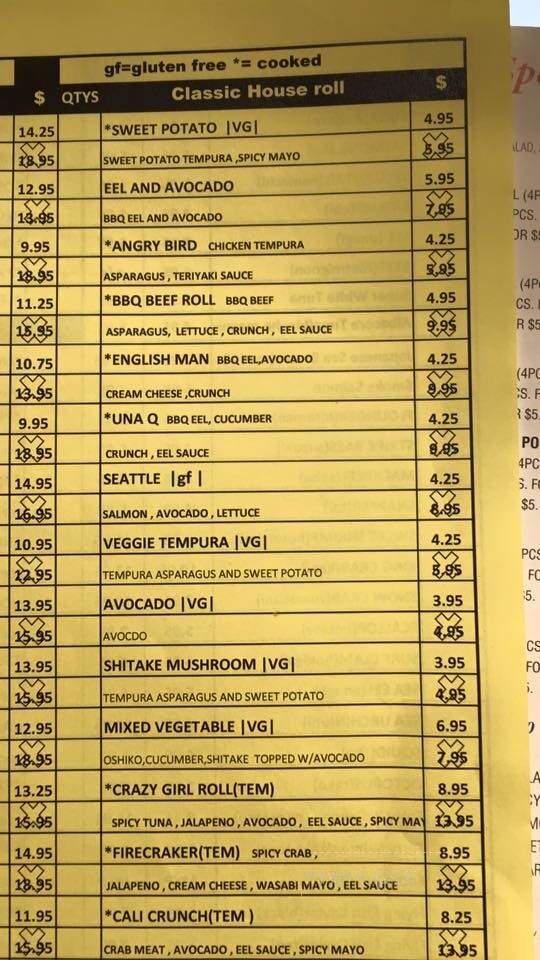 gf=gluten free *= cooked
$ QTYS Classic House roll $
14.25 *SWEET POTATO |VG| 4.95
18.95 SWEET POTATO TEMPURA ,SPICY MAYO 5.95
12.95 EEL AND AVOCADO 5.95
13.95 BBQ EEL AND AVOCADO 7.95
9.95 *ANGRY BIRD CHICKEN TEMPURA 4.25
18.95 ASPARAGUS , TERIYAKI SAUCE 5.95
11.25 *BBQ BEEF ROLL BBQ BEEF 4.95
15.95 ASPARAGUS, LETTUCE , CRUNCH , EEL SAUCE 9.95
10.75 *ENGLISH MAN BBQ EEL,AVOCADO 4.25
13.95 CREAM CHEESE ,CRUNCH 8.95
9.95 *UNA Q BBQ EEL, CUCUMBER 4.25
18.95 CRUNCH , EEL SAUCE 8.95
14.95 SEATTLE |gf | 4.25
16.95 SALMON , AVOCADO , LETTUCE 8.95
10.95 VEGGIE TEMPURA |VG| 4.25
12.95 TEMPURA ASPARAGUS AND SWEET POTATO 5.95
13.95 AVOCADO |VG| 3.95
15.95 AVOCDO 4.95
13.95 SHITAKE MUSHROOM |VG| 3.95
15.95 TEMPURA ASPARAGUS AND SWEET POTATO 4.95
12.95 MIXED VEGETABLE |VG| 6.95
18.95 OSHIKO,CUCUMBER,SHITAKE TOPPED W/AVOCADO 7.95
13.25 *CRAZY GIRL ROLL(TEM) 8.95
15.95 SPICY TUNA , JALAPENO , AVOCADO , EEL SAUCE , SPICY MAY 13.95
14.95 *FIRECRAKER(TEM) SPICY CRAB , 8.95
18.95 JALAPENO , CREAM CHEESE , WASABI MAYO , EEL SAUCE 13.95
11.95 *CALI CRUNCH(TEM ) 8.25
15.95 CRAB MEAT , AVOCADO , EEL SAUCE , SPICY MAYO 13.95